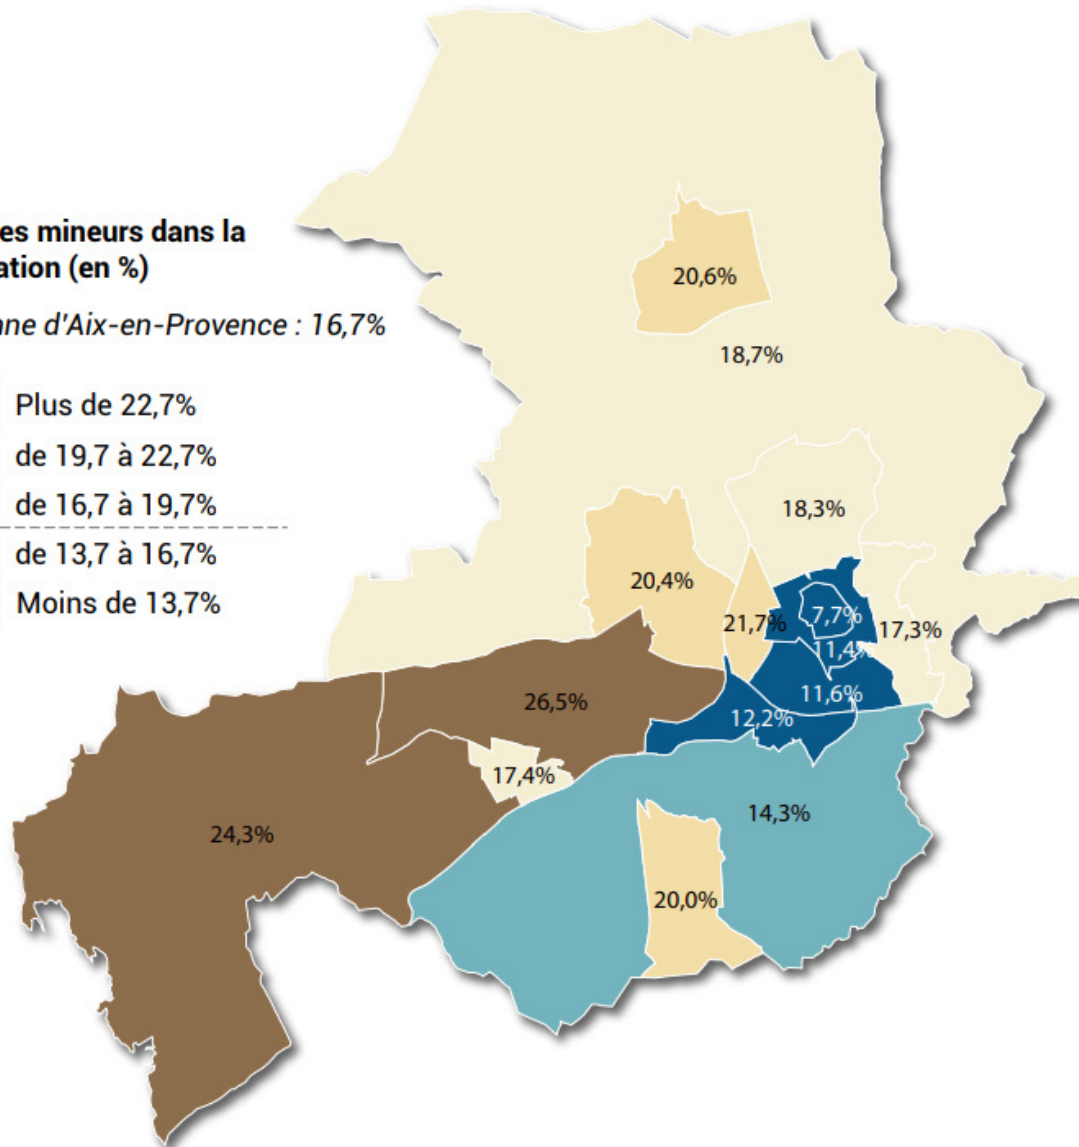 es mineurs dans la
ation (en %)
nne d'Aix-en-Provence : 16,7%
Plus de 22,7%
de 19,7 à 22,7%
de 16,7 à 19,7%
de 13,7 à 16,7%
Moins de 13,7%
20,6%
18,7%
18,3%
20,4%
21,7%
7,7%
17,3%
11,4%
26,5%
11,6%
12,2%
17,4%
24,3%
14,3%
20,0%